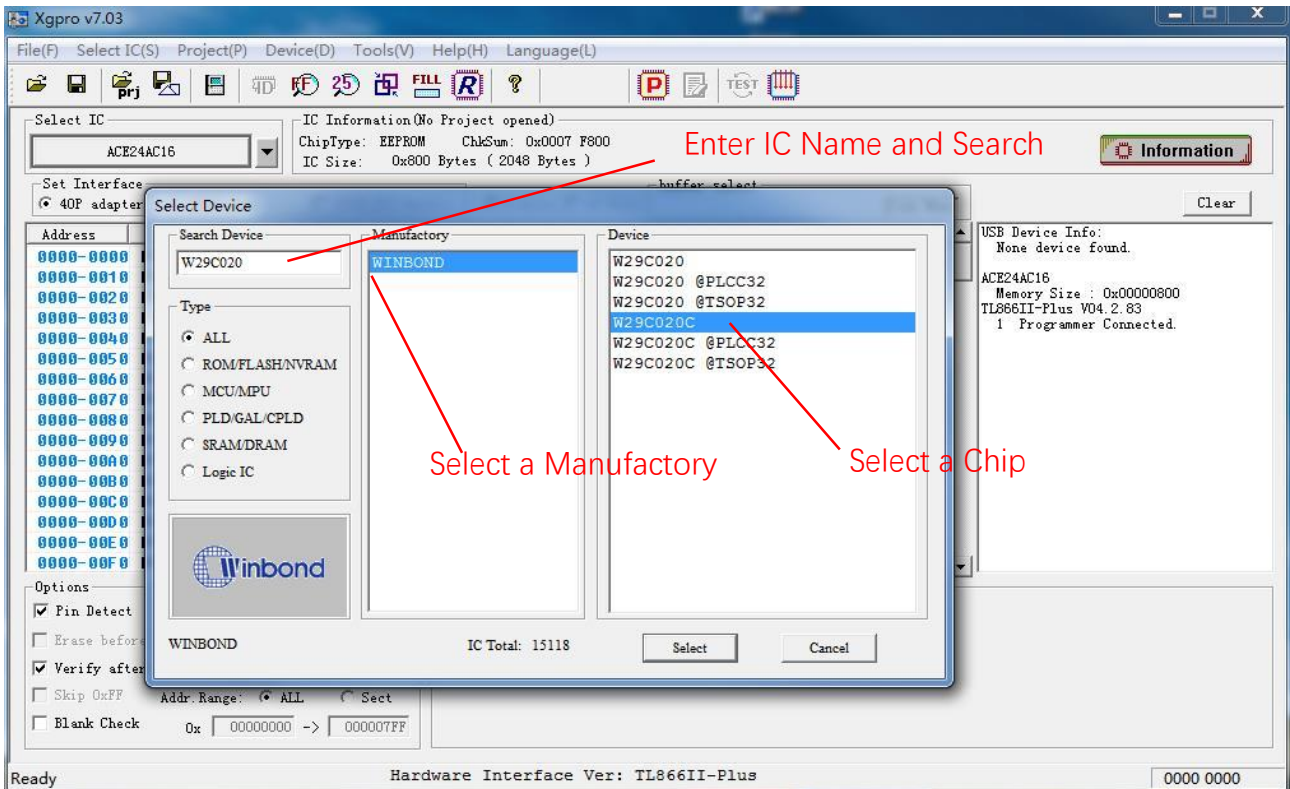 Xgpro v7.03
File(F) Select IC(S) Project(P) Device(D) Tools(V) Help(H) Language(L)
prj 25 FILL R ? P TEST
Select IC
ACE24AC16
IC Information(No Project opened)
ChipType: EEPROM ChkSum: 0x0007 F800
IC Size: 0x800 Bytes ( 2048 Bytes )
Enter IC Name and Search
Information
Set Interface
40P adapter
buffer select
Clear
Select Device
Search Device
W29C020
Type
ALL
ROM/FLASH/NVRAM
MCU/MPU
PLD/GAL/CPLD
SRAM/DRAM
Logic IC
Winbond
WINBOND
Manufactory
WINBOND
Select a Manufactory
Device
W29C020
W29C020 @PLCC32
W29C020 @TSOP32
W29C020C
W29C020C @PLCC32
W29C020C @TSOP32
Select a Chip
IC Total: 15118
Select
Cancel
Address
0000-0000
0000-0010
0000-0020
0000-0030
0000-0040
0000-0050
0000-0060
0000-0070
0000-0080
0000-0090
0000-00A0
0000-00B0
0000-00C0
0000-00D0
0000-00E0
0000-00F0
USB Device Info:
None device found.
ACE24AC16
Memory Size : 0x00000800
TL866II-Plus V04.2.83
1 Programmer Connected.
Options
Pin Detect
Erase before
Verify after
Skip 0xFF
Blank Check
Addr. Range: ALL Sect
0x 00000000 -> 000007FF
Ready
Hardware Interface Ver: TL866II-Plus
0000 0000